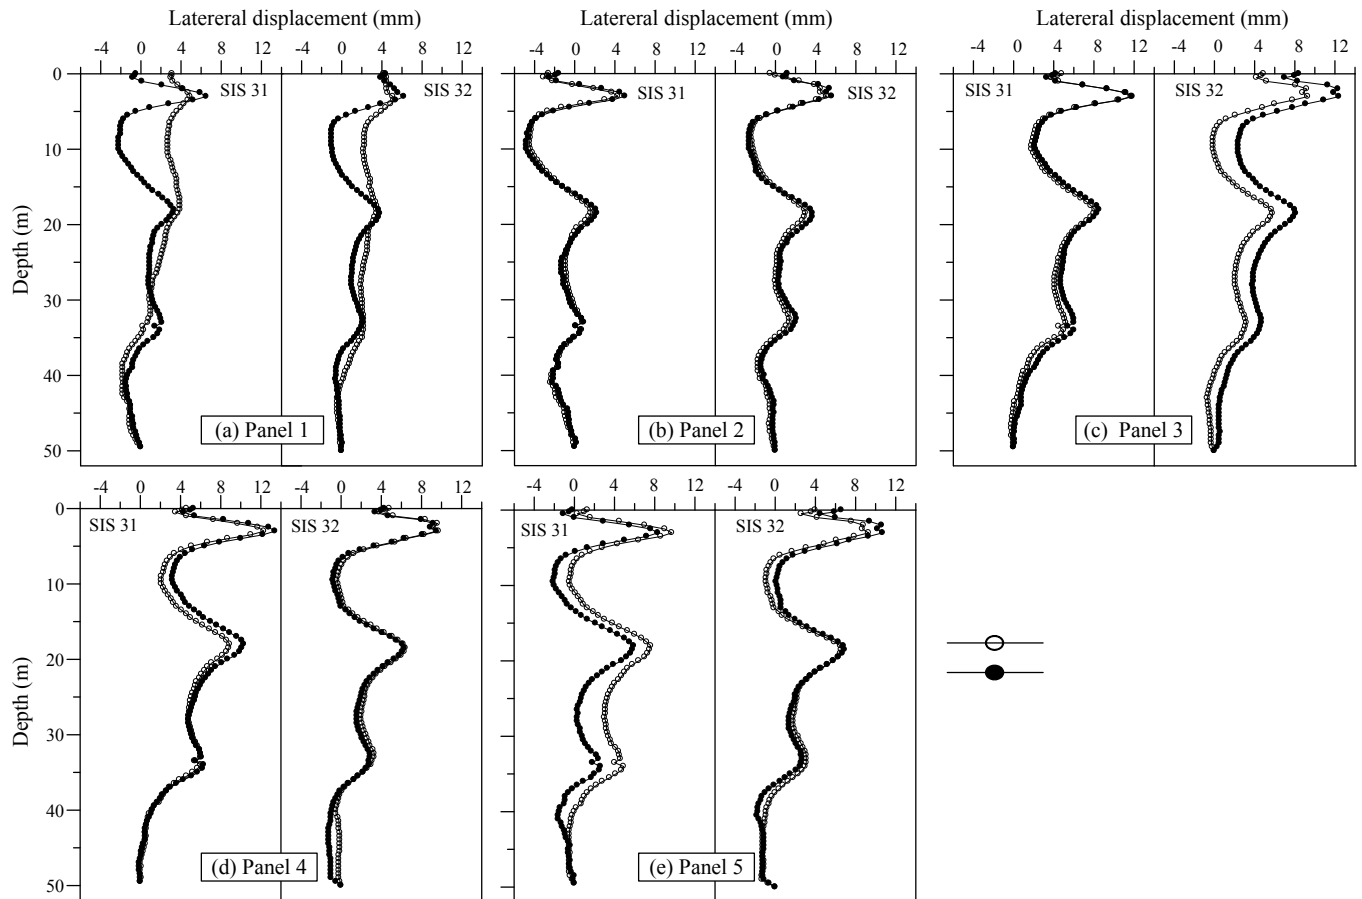 Latereral displacement (mm) Latereral displacement (mm) Latereral displacement (mm)
-4 0 4 8 12 -4 0 4 8 12 -4 0 4 8 12 -4 0 4 8 12 -4 0 4 8 12 -4 0 4 8 12
0
SIS 31 SIS 32 SIS 31 SIS 32 SIS 31 SIS 32
10
20
Depth (m)
30
40
(a) Panel 1 (b) Panel 2 (c) Panel 3
50
-4 0 4 8 12 -4 0 4 8 12 -4 0 4 8 12 -4 0 4 8 12
0
SIS 31 SIS 32 SIS 31 SIS 32
10
20
Depth (m)
30
40
(d) Panel 4 (e) Panel 5
50